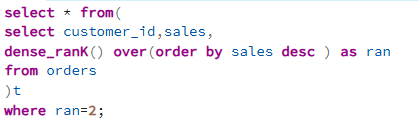 select * from(
select customer_id,sales,
dense_ranK() over(order by sales desc ) as ran
from orders
)t
where ran=2;